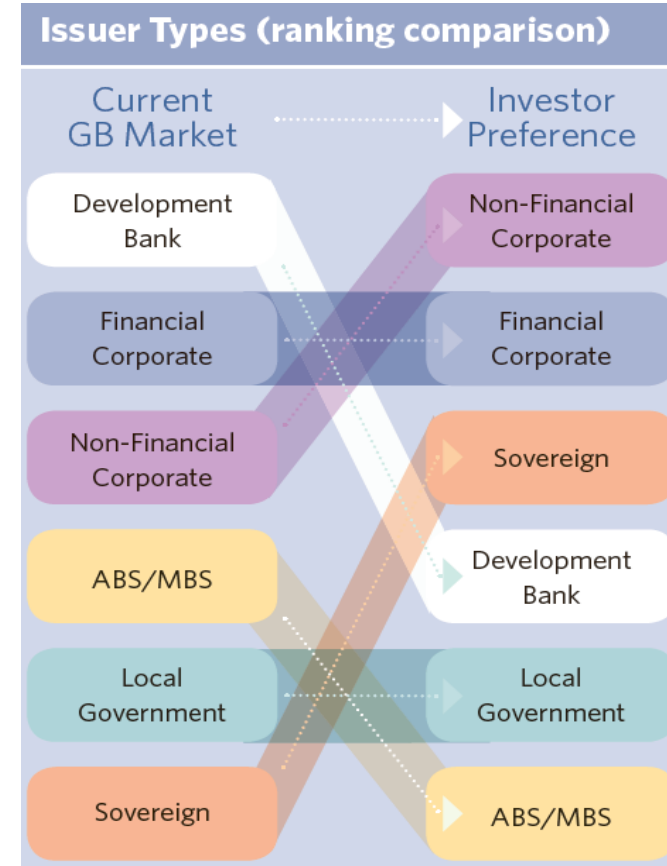 Issuer Types (ranking comparison)
Current
GB Market
Investor
Preference
Development
Bank
Non-Financial
Corporate
Financial
Corporate
Financial
Corporate
Non-Financial
Corporate
Sovereign
ABS/MBS
Development
Bank
Local
Government
Local
Government
Sovereign
ABS/MBS